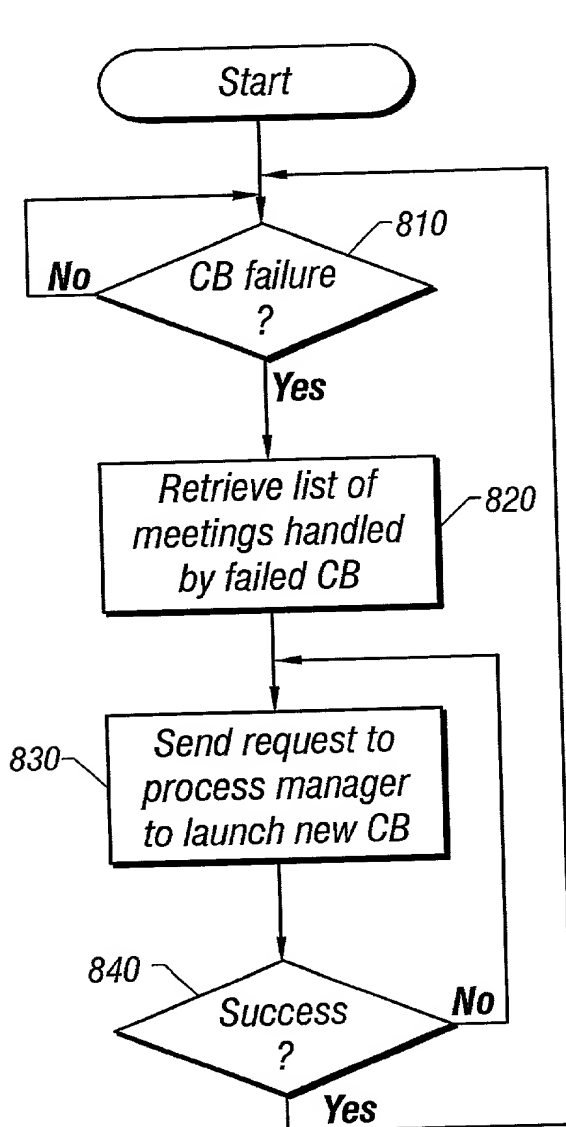 Start
810
CB failure
?
No
Yes
Retrieve list of
meetings handled
by failed CB
820
Send request to
process manager
to launch new CB
830
840
Success
?
No
Yes